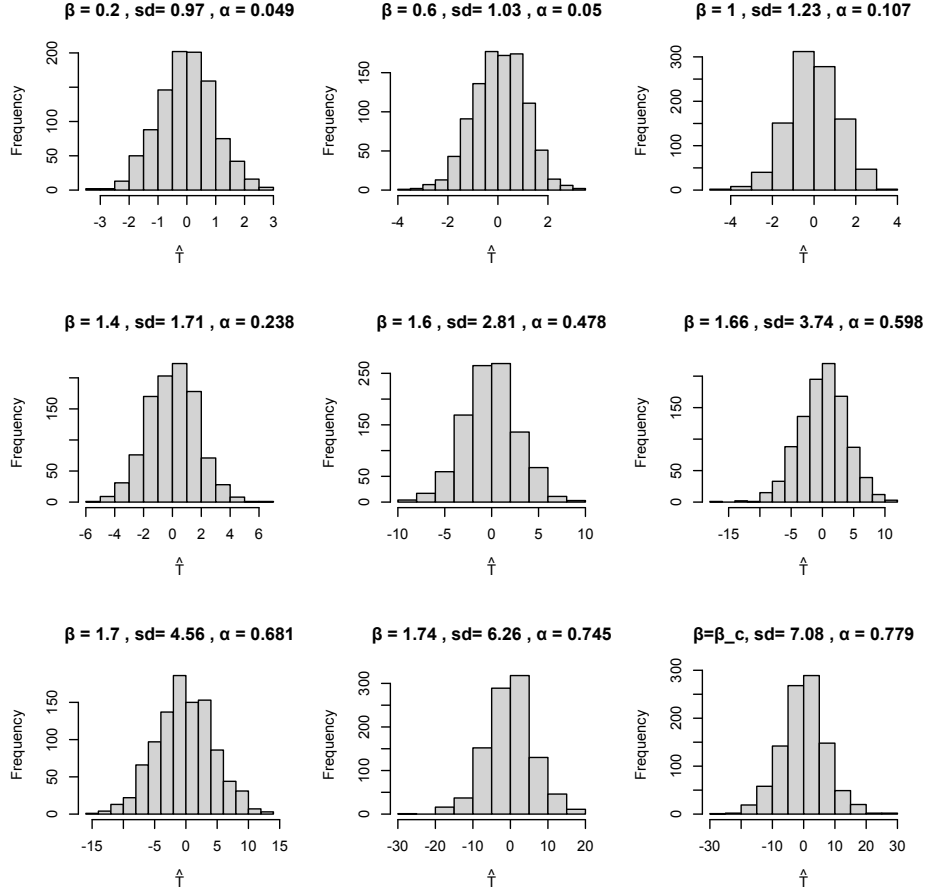 β = 0.2 , sd= 0.97 , α = 0.049
Frequency
0
50
100
200
-3 -2 -1 0 1 2 3
T̂
β = 0.6 , sd= 1.03 , α = 0.05
Frequency
0
50
150
-4 -2 0 2
T̂
β = 1 , sd= 1.23 , α = 0.107
Frequency
0
100
200
300
-4 -2 0 2 4
T̂
β = 1.4 , sd= 1.71 , α = 0.238
Frequency
0
50
150
-6 -4 -2 0 2 4 6
T̂
β = 1.6 , sd= 2.81 , α = 0.478
Frequency
0
50
150
250
-10 -5 0 5 10
T̂
β = 1.66 , sd= 3.74 , α = 0.598
Frequency
0
50
150
-15 -5 0 5 10
T̂
β = 1.7 , sd= 4.56 , α = 0.681
Frequency
0
50
100
150
-15 -5 0 5 10 15
T̂
β = 1.74 , sd= 6.26 , α = 0.745
Frequency
0
100
200
300
-30 -20 -10 0 10 20
T̂
β=β_c, sd= 7.08 , α = 0.779
Frequency
0
100
200
300
-30 -10 0 10 20 30
T̂